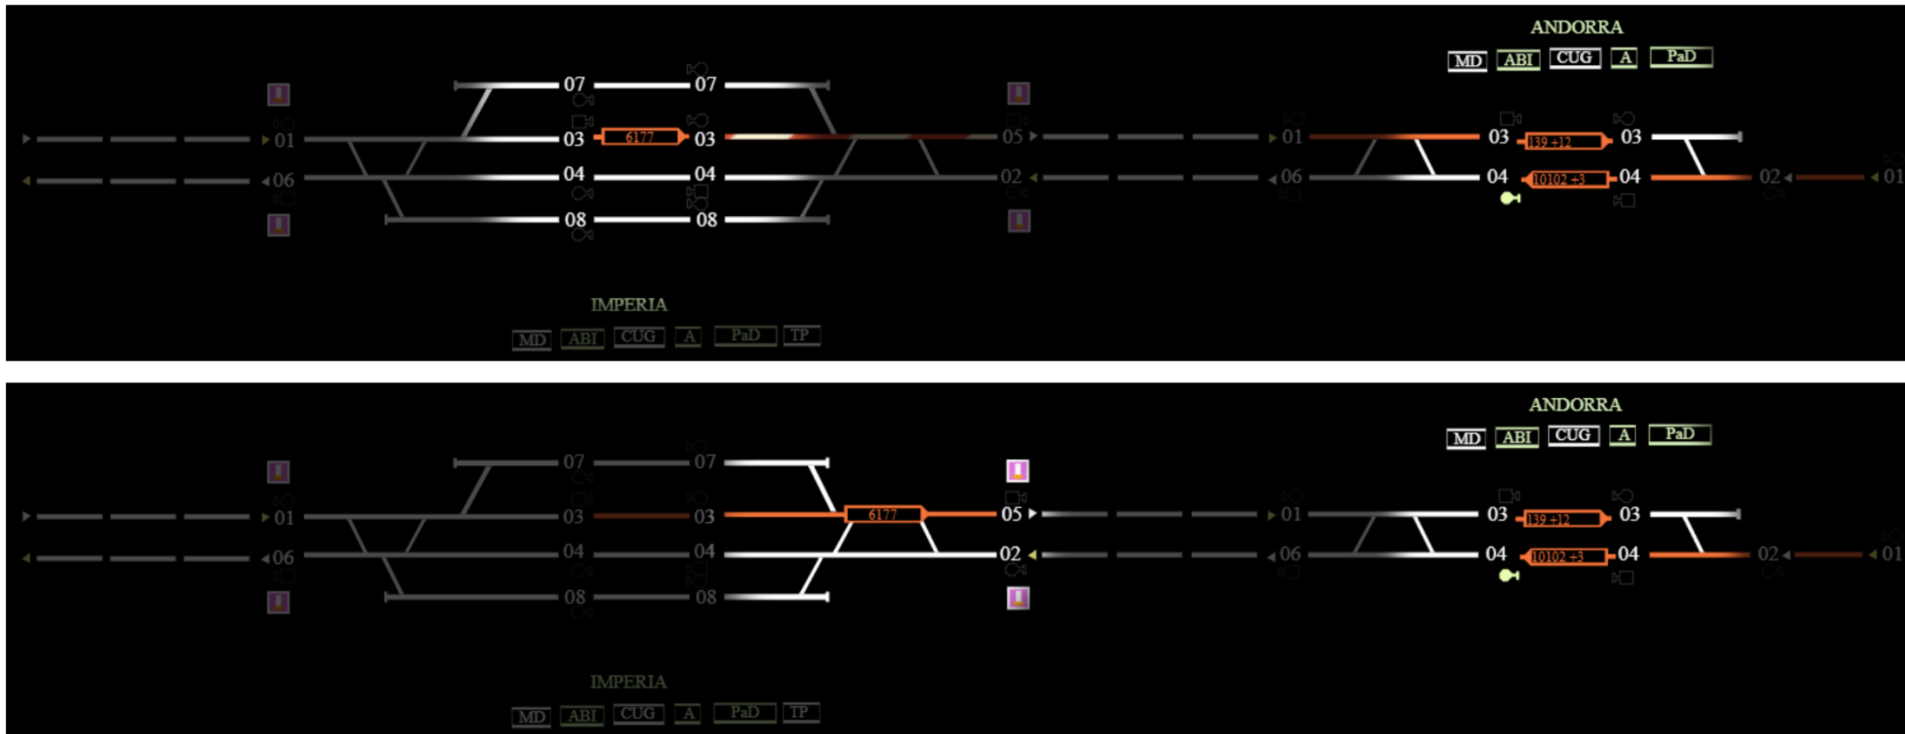 ANDORRA
MD ABI CUG A PaD
07 07
01 03 6177 03 05 01 03 139 +12 03
06 04 04 02 06 04 10102 +3 04 02 01
08 08
IMPERIA
MD ABI CUG A PaD TP
ANDORRA
MD ABI CUG A PaD
07 07
01 03 03 6177 05 01 03 139 +12 03
06 04 04 02 06 04 10102 +3 04 02 01
08 08
IMPERIA
MD ABI CUG A PaD TP